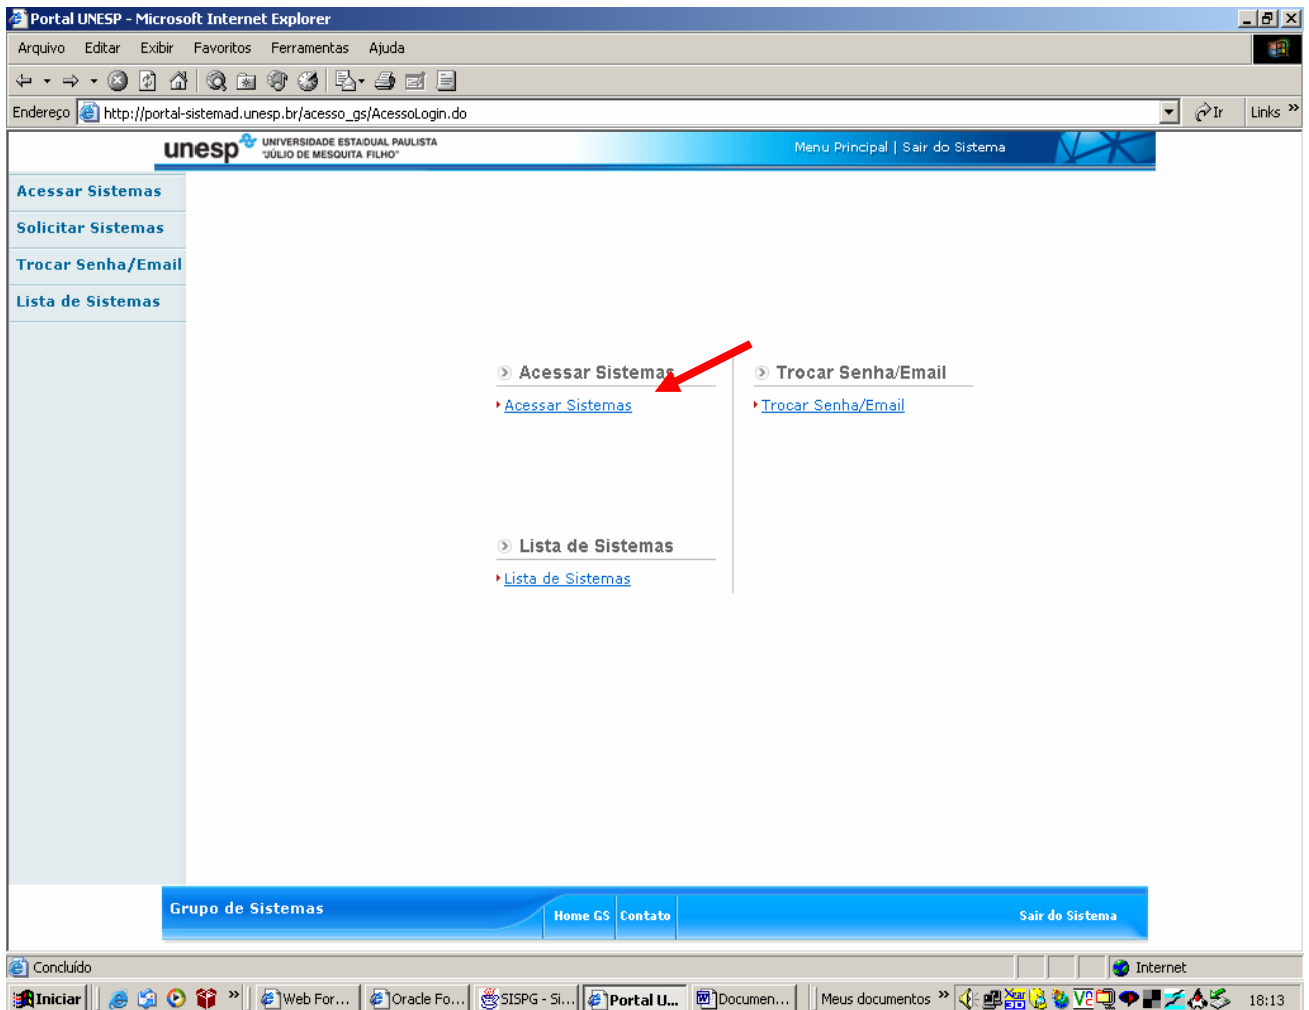 Portal UNESP - Microsoft Internet Explorer
Arquivo Editar Exibir Favoritos Ferramentas Ajuda
Endereço http://portal-sistemad.unesp.br/acesso_gs/AcessoLogin.do Ir Links »
unesp UNIVERSIDADE ESTADUAL PAULISTA
"JÚLIO DE MESQUITA FILHO"
Menu Principal | Sair do Sistema
Acessar Sistemas
Solicitar Sistemas
Trocar Senha/Email
Lista de Sistemas
Acessar Sistemas
Acessar Sistemas
Trocar Senha/Email
Trocar Senha/Email
Lista de Sistemas
Lista de Sistemas
Grupo de Sistemas
Home GS Contato
Sair do Sistema
Concluído Internet
Iniciar » Web For... Oracle Fo... SISPG - Si... Portal U... Documen... Meus documentos » 18:13